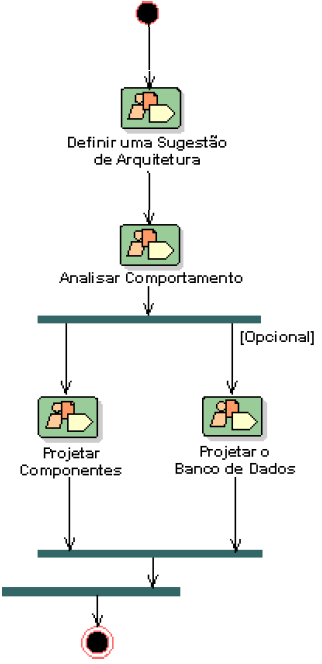 Definir uma Sugestão
de Arquitetura
Analisar Comportamento
[Opcional]
Projetar
Componentes
Projetar o
Banco de Dados